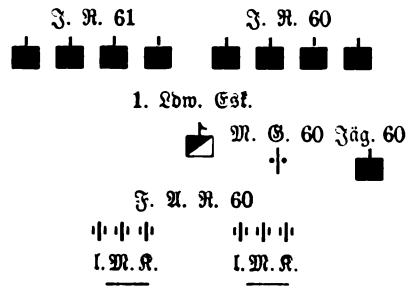 J. R. 61 J. R. 60
1. Ldw. Esk.
M. G. 60 Jäg. 60
F. A. R. 60
l. M. K. l. M. K.